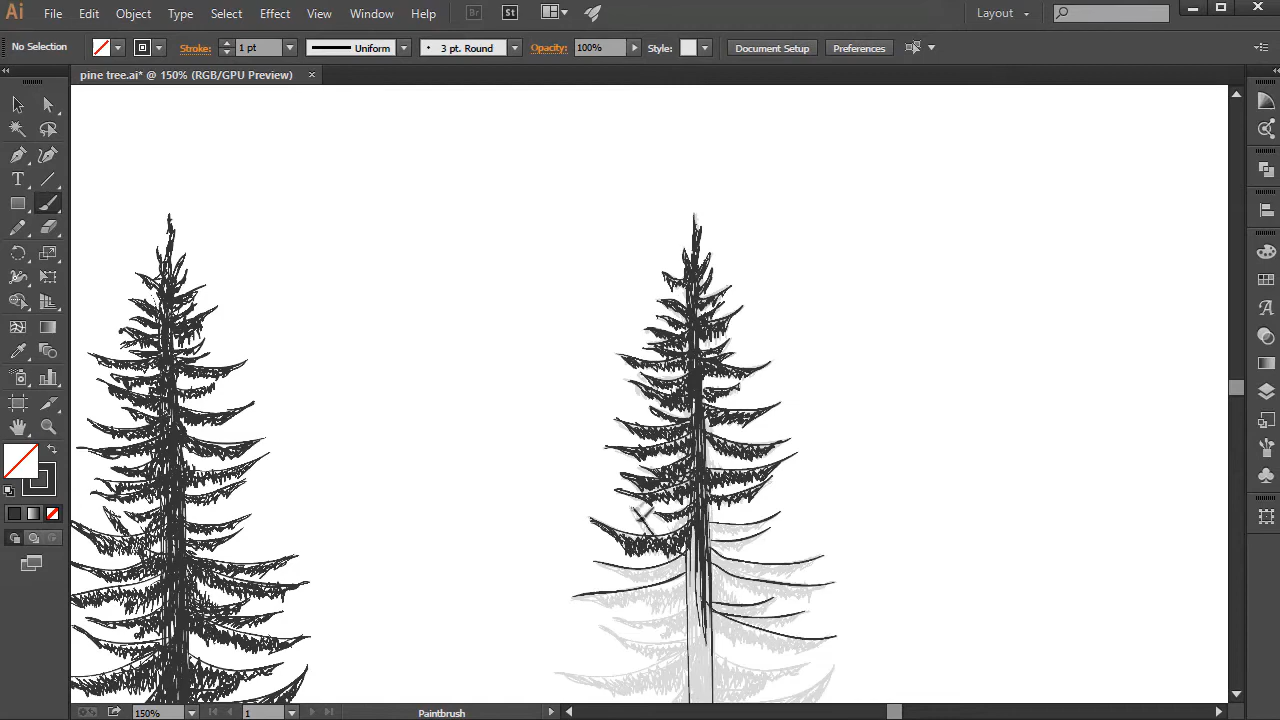 Ai File Edit Object Type Select Effect View Window Help Br St Layout
No Selection Stroke: 1 pt Uniform 3 pt. Round Opacity: 100% Style: Document Setup Preferences
pine tree.ai* @ 150% (RGB/GPU Preview)
150% 1 Paintbrush